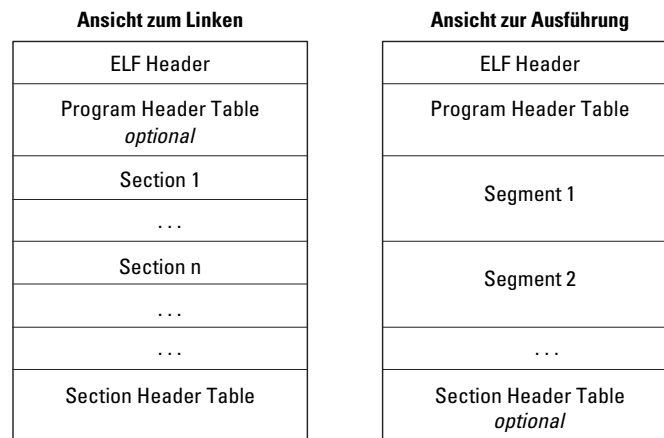 Ansicht zum Linken
ELF Header
Program Header Table
optional
Section 1
. . .
Section n
. . .
. . .
Section Header Table
Ansicht zur Ausführung
ELF Header
Program Header Table
Segment 1
Segment 2
. . .
Section Header Table
optional